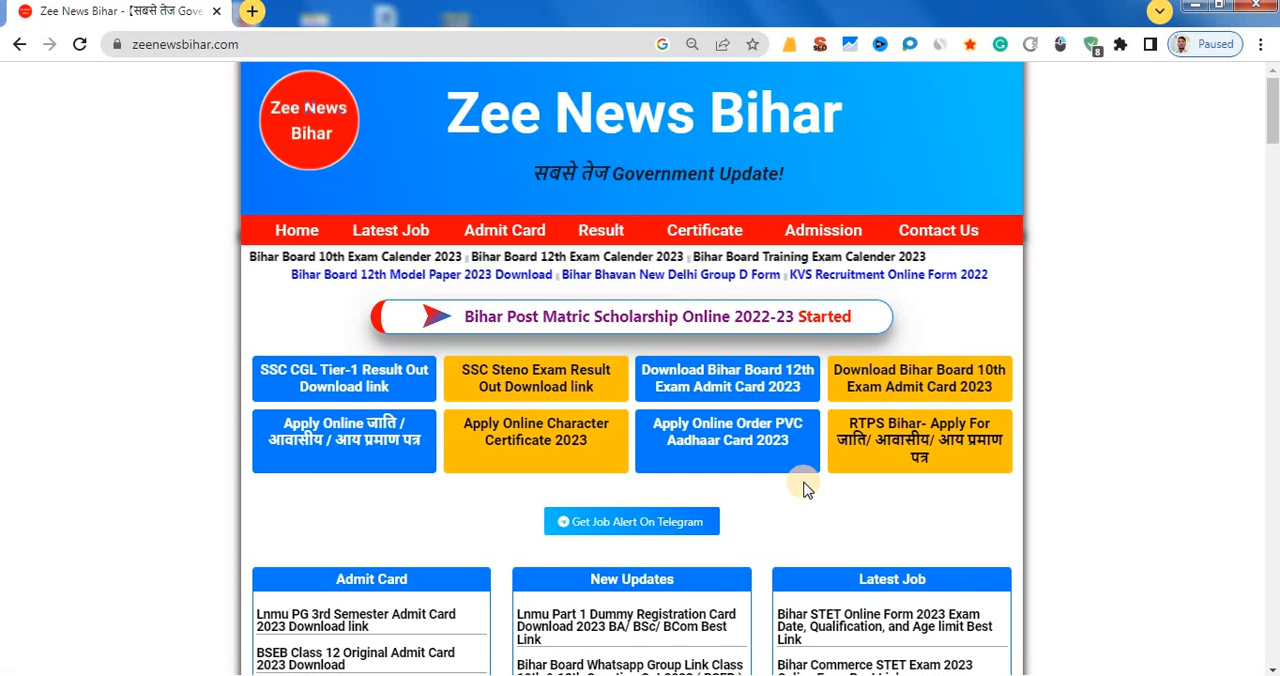 Zee News Bihar - 【सबसे तेज Gove
zeenewsbihar.com
8
Paused
Zee News
Bihar
Zee News Bihar
सबसे तेज Government Update!
Home Latest Job Admit Card Result Certificate Admission Contact Us
Bihar Board 10th Exam Calender 2023 || Bihar Board 12th Exam Calender 2023 || Bihar Board Training Exam Calender 2023
Bihar Board 12th Model Paper 2023 Download || Bihar Bhavan New Delhi Group D Form || KVS Recruitment Online Form 2022
Bihar Post Matric Scholarship Online 2022-23 Started
SSC CGL Tier-1 Result Out
Download link
SSC Steno Exam Result
Out Download link
Download Bihar Board 12th
Exam Admit Card 2023
Download Bihar Board 10th
Exam Admit Card 2023
Apply Online जाति /
आवासीय / आय प्रमाण पत्र
Apply Online Character
Certificate 2023
Apply Online Order PVC
Aadhaar Card 2023
RTPS Bihar- Apply For
जाति/ आवासीय/ आय प्रमाण
पत्र
Get Job Alert On Telegram
Admit Card
Lnmu PG 3rd Semester Admit Card
2023 Download link
BSEB Class 12 Original Admit Card
2023 Download
New Updates
Lnmu Part 1 Dummy Registration Card
Download 2023 BA/ BSc/ BCom Best
Link
Bihar Board Whatsapp Group Link Class
Latest Job
Bihar STET Online Form 2023 Exam
Date, Qualification, and Age limit Best
Link
Bihar Commerce STET Exam 2023